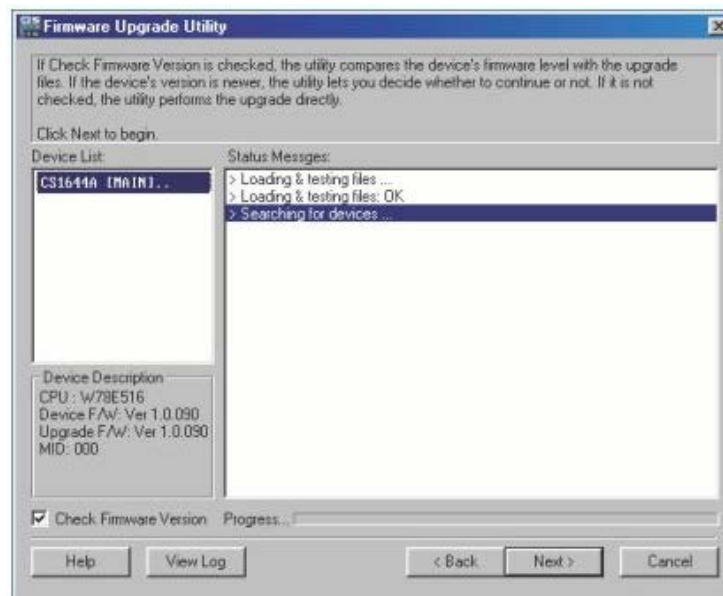 Firmware Upgrade Utility
If Check Firmware Version is checked, the utility compares the device's firmware level with the upgrade
files. If the device's version is newer, the utility lets you decide whether to continue or not. If it is not
checked, the utility performs the upgrade directly.
Click Next to begin.
Device List:
CS1644A [MAIN]..
Status Messges:
> Loading & testing files ...
> Loading & testing files: OK
> Searching for devices ...
Device Description
CPU : W78E516
Device F/W: Ver 1.0.090
Upgrade F/W: Ver 1.0.090
MID: 000
Check Firmware Version
Progress...
Help
View Log
< Back
Next >
Cancel